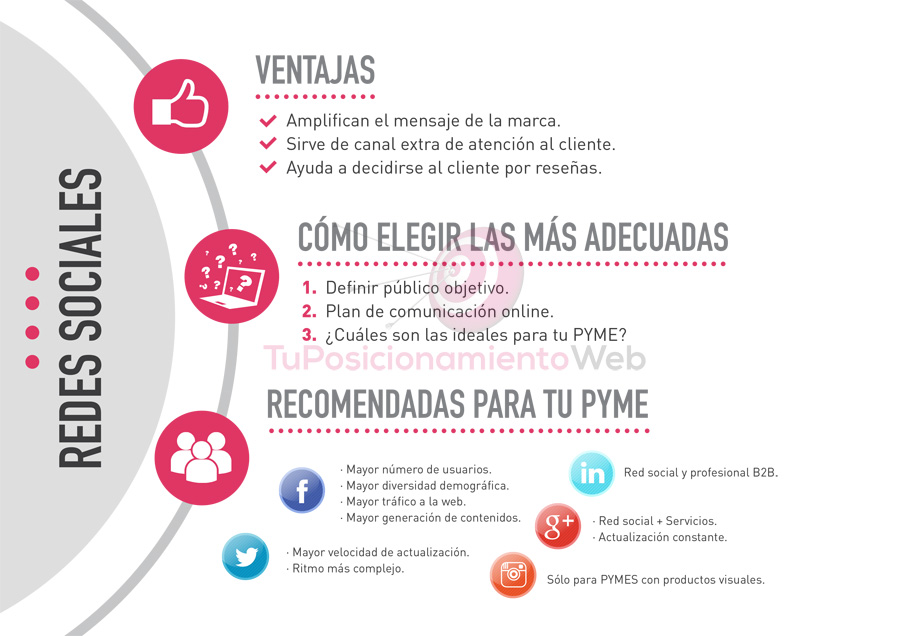 REDES SOCIALES
VENTAJAS
Amplifican el mensaje de la marca.
Sirve de canal extra de atención al cliente.
Ayuda a decidirse al cliente por reseñas.
CÓMO ELEGIR LAS MÁS ADECUADAS
1. Definir público objetivo.
2. Plan de comunicación online.
3. ¿Cuáles son las ideales para tu PYME?
TuPosicionamientoWeb
RECOMENDADAS PARA TU PYME
f
· Mayor número de usuarios.
· Mayor diversidad demográfica.
· Mayor tráfico a la web.
· Mayor generación de contenidos.
· Mayor velocidad de actualización.
· Ritmo más complejo.
in
Red social y profesional B2B.
g+
· Red social + Servicios.
· Actualización constante.
Sólo para PYMES con productos visuales.